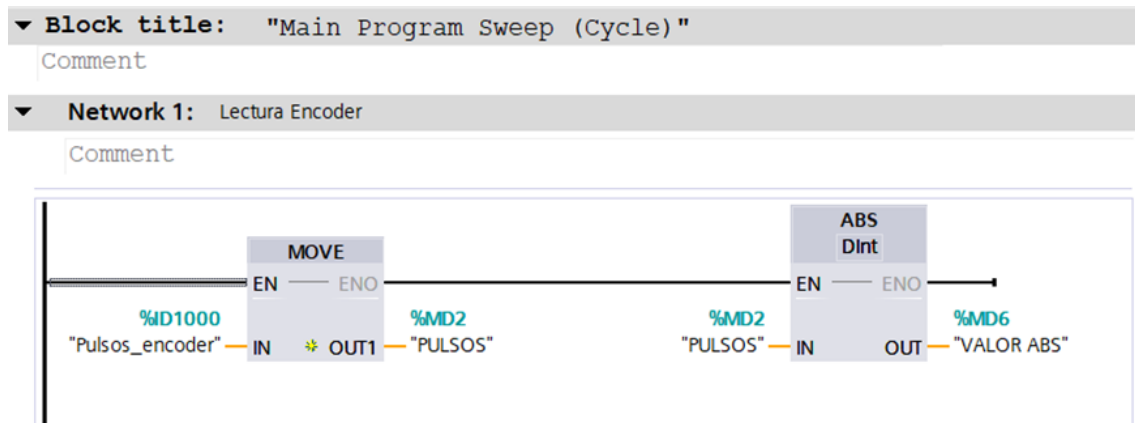 Block title: "Main Program Sweep (Cycle)"
Comment
Network 1: Lectura Encoder
Comment
MOVE
EN ENO
%ID1000
"Pulsos_encoder"
IN OUT1
%MD2
"PULSOS"
ABS
DInt
EN ENO
%MD2
"PULSOS"
IN OUT
%MD6
"VALOR ABS"